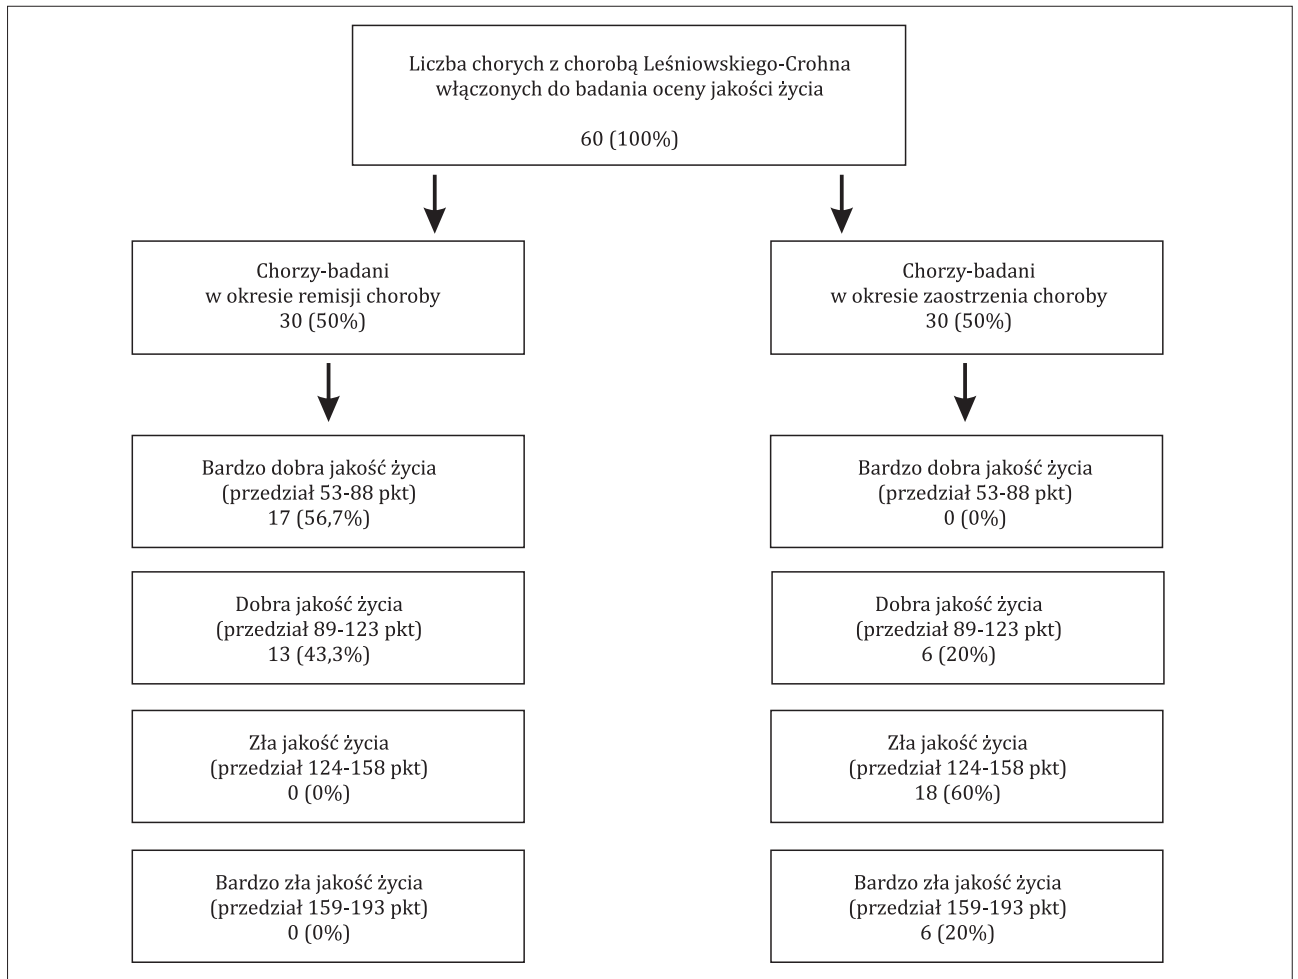 Liczba chorych z chorobą Leśniowskiego-Crohna
włączonych do badania oceny jakości życia
60 (100%)
Chorzy-badani
w okresie remisji choroby
30 (50%)
Chorzy-badani
w okresie zaostrzenia choroby
30 (50%)
Bardzo dobra jakość życia
(przedział 53-88 pkt)
17 (56,7%)
Bardzo dobra jakość życia
(przedział 53-88 pkt)
0 (0%)
Dobra jakość życia
(przedział 89-123 pkt)
13 (43,3%)
Dobra jakość życia
(przedział 89-123 pkt)
6 (20%)
Zła jakość życia
(przedział 124-158 pkt)
0 (0%)
Zła jakość życia
(przedział 124-158 pkt)
18 (60%)
Bardzo zła jakość życia
(przedział 159-193 pkt)
0 (0%)
Bardzo zła jakość życia
(przedział 159-193 pkt)
6 (20%)